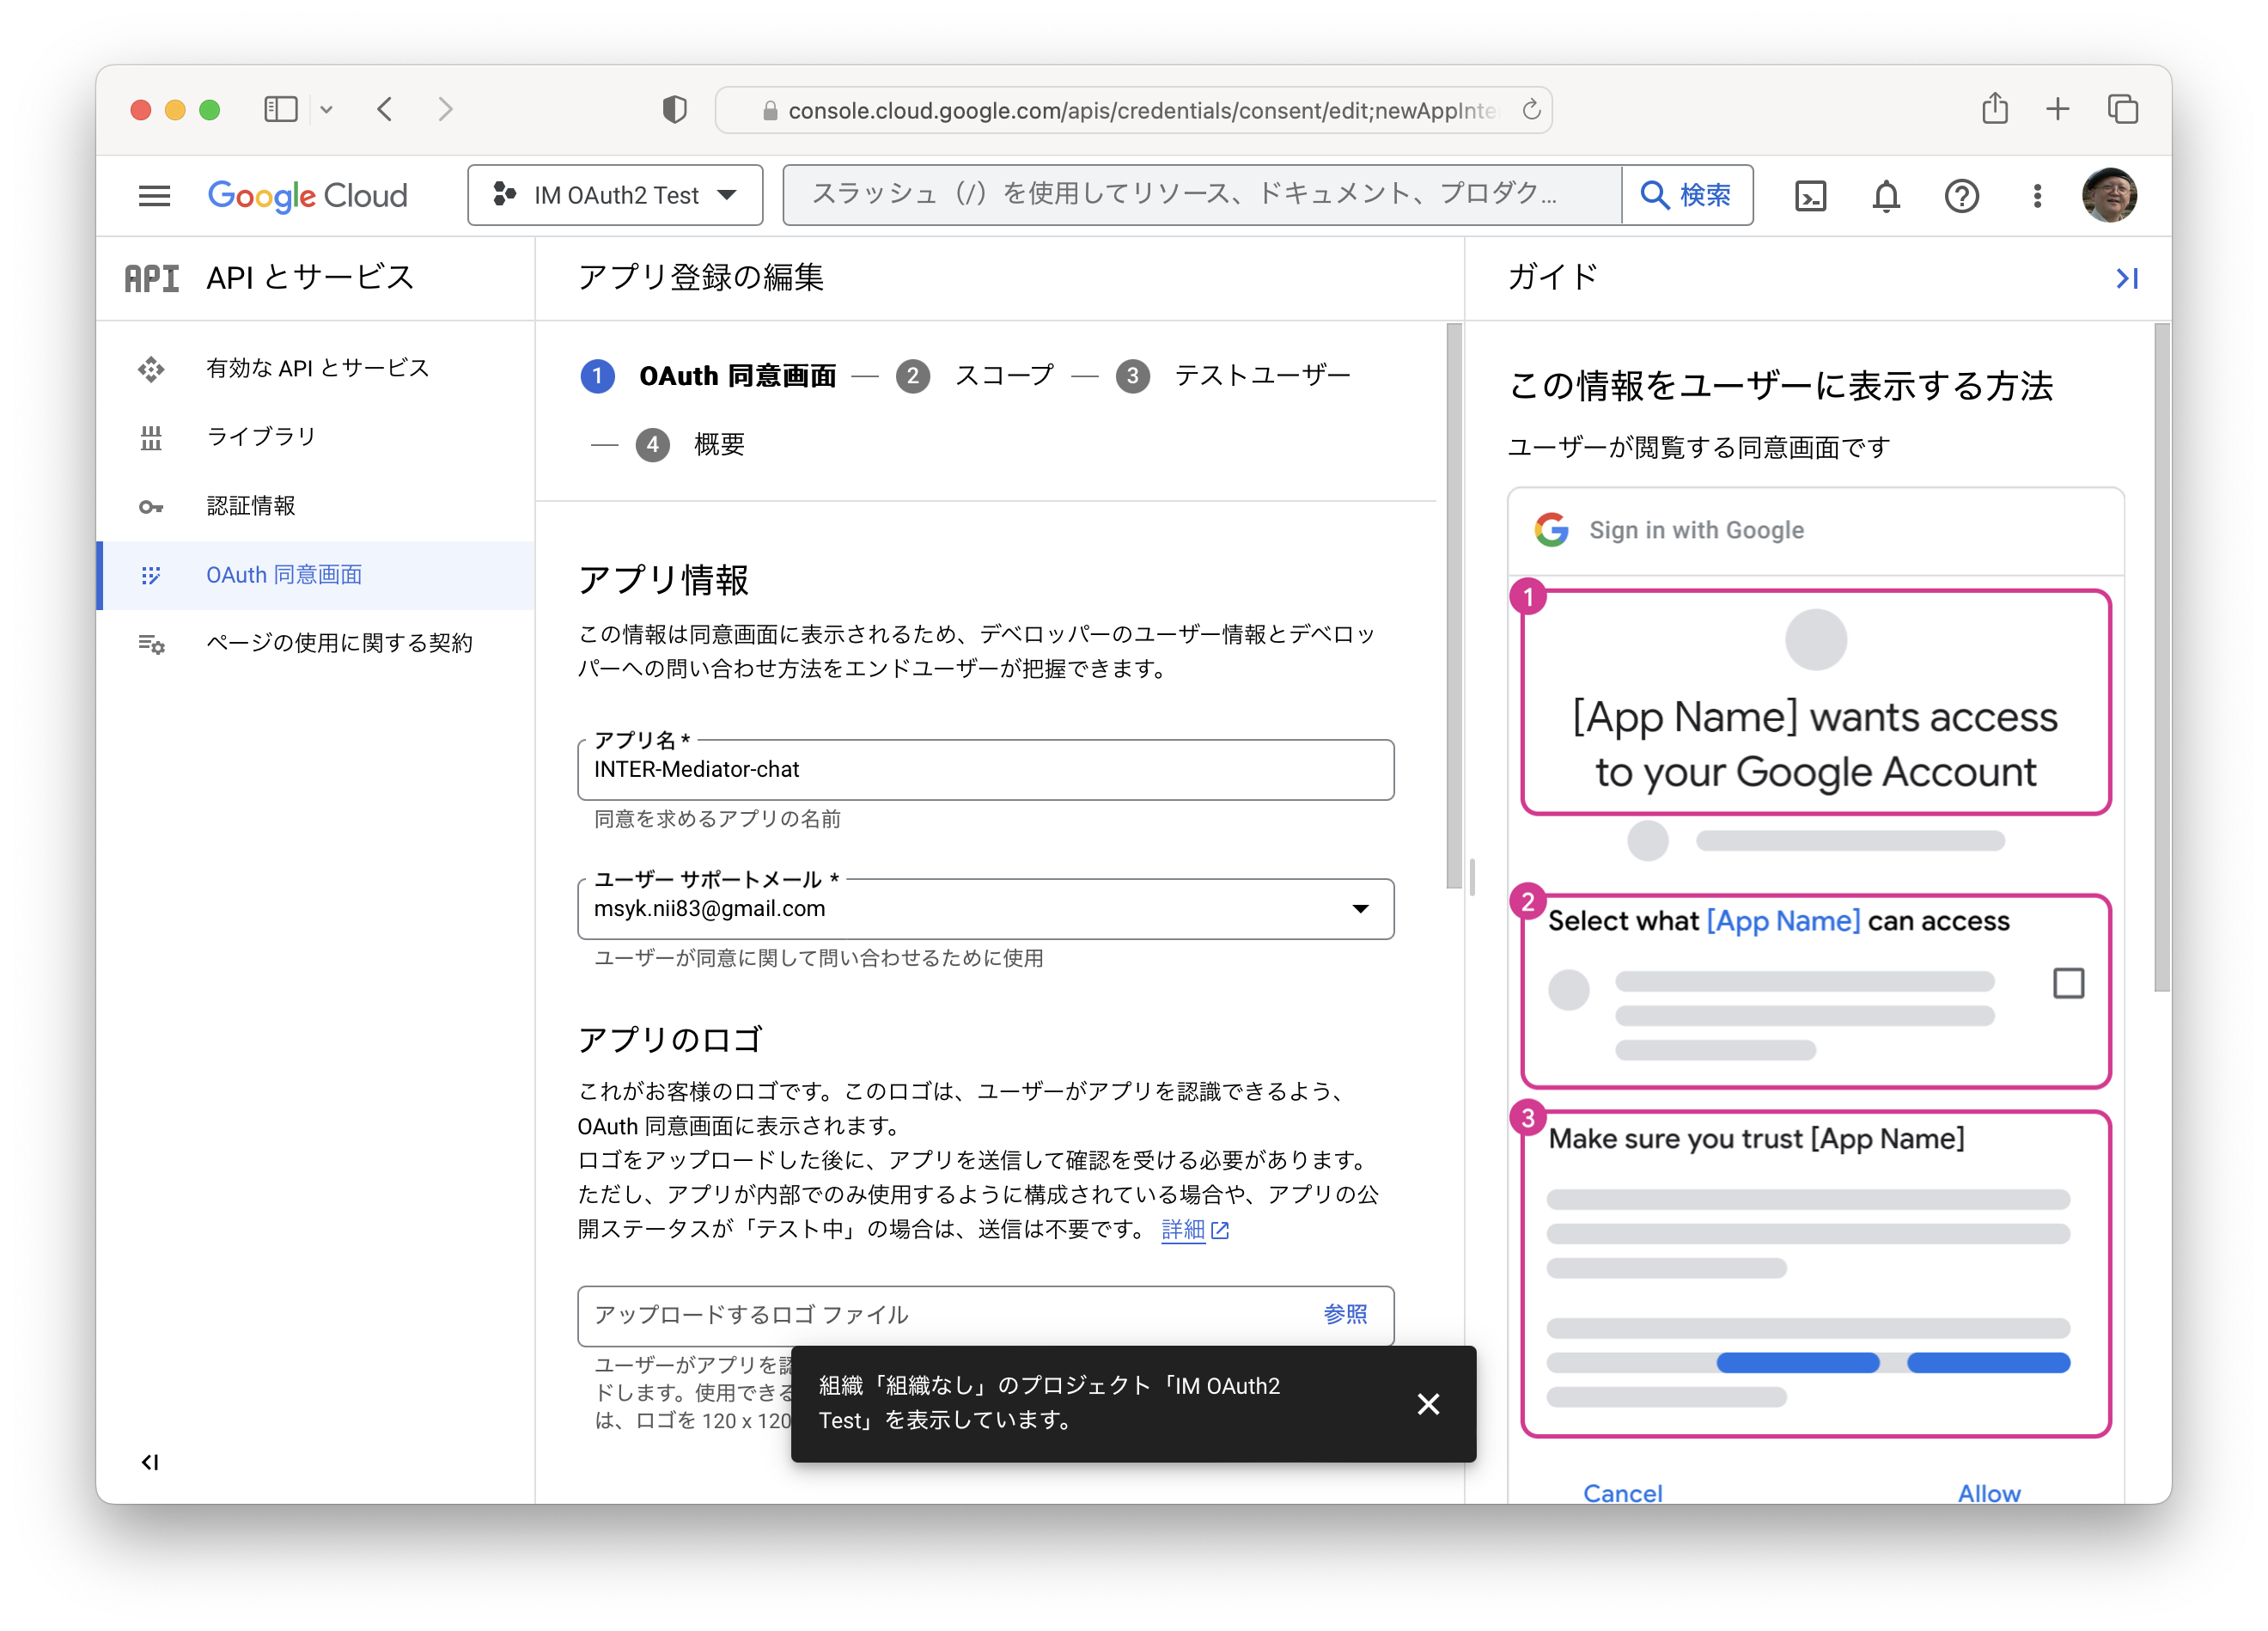 console.cloud.google.com/apis/credentials/consent/edit;newAppInte
Google Cloud
IM OAuth2 Test
スラッシュ（/）を使用してリソース、ドキュメント、プロダク...
検索
API API とサービス
有効な API とサービス
ライブラリ
認証情報
OAuth 同意画面
ページの使用に関する契約
アプリ登録の編集
1 OAuth 同意画面 — 2 スコープ — 3 テストユーザー
— 4 概要
アプリ情報
この情報は同意画面に表示されるため、デベロッパーのユーザー情報とデベロッ
パーへの問い合わせ方法をエンドユーザーが把握できます。
アプリ名 *
INTER-Mediator-chat
同意を求めるアプリの名前
ユーザー サポートメール *
msyk.nii83@gmail.com
ユーザーが同意に関して問い合わせるために使用
アプリのロゴ
これがお客様のロゴです。このロゴは、ユーザーがアプリを認識できるよう、
OAuth 同意画面に表示されます。
ロゴをアップロードした後に、アプリを送信して確認を受ける必要があります。
ただし、アプリが内部でのみ使用するように構成されている場合や、アプリの公
開ステータスが「テスト中」の場合は、送信は不要です。 詳細
アップロードするロゴ ファイル 参照
ユーザーがアプリを認
ドします。使用できる
は、ロゴを 120 x 120
組織「組織なし」のプロジェクト「IM OAuth2
Test」を表示しています。
ガイド
この情報をユーザーに表示する方法
ユーザーが閲覧する同意画面です
Sign in with Google
1
[App Name] wants access
to your Google Account
2
Select what [App Name] can access
3
Make sure you trust [App Name]
Cancel Allow